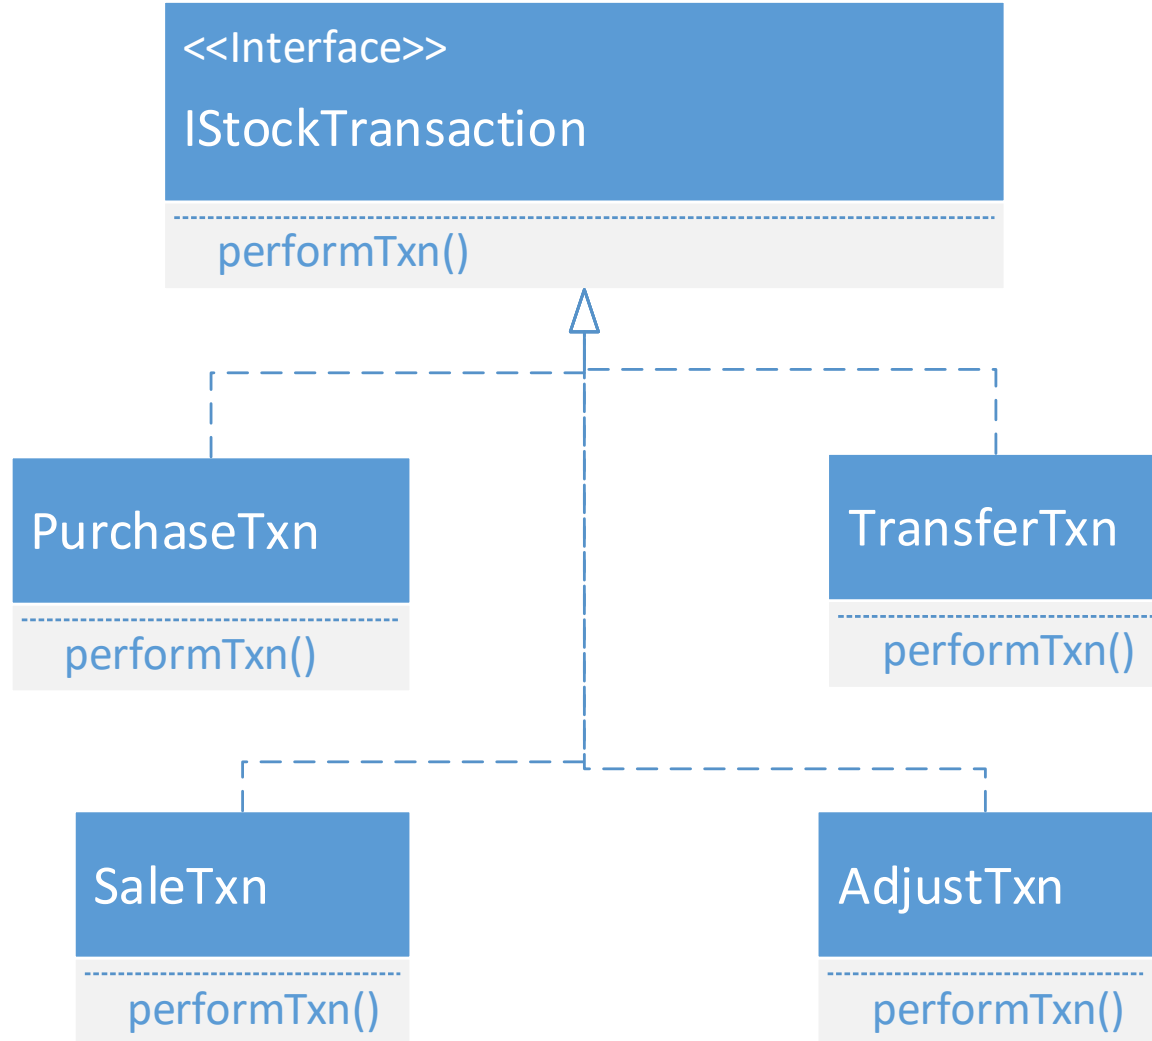 <<Interface>>
IStockTransaction
performTxn()
PurchaseTxn
performTxn()
TransferTxn
performTxn()
SaleTxn
performTxn()
AdjustTxn
performTxn()